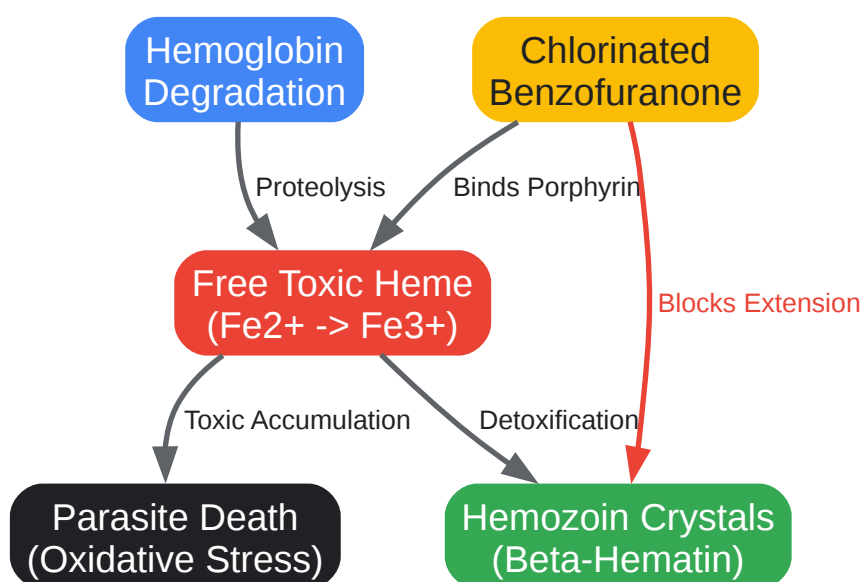 Hemoglobin
Degradation
Chlorinated
Benzofuranone
Proteolysis
Binds Porphyrin
Free Toxic Heme
(Fe2+ -> Fe3+)
Blocks Extension
Toxic Accumulation
Detoxification
Parasite Death
(Oxidative Stress)
Hemozoin Crystals
(Beta-Hematin)